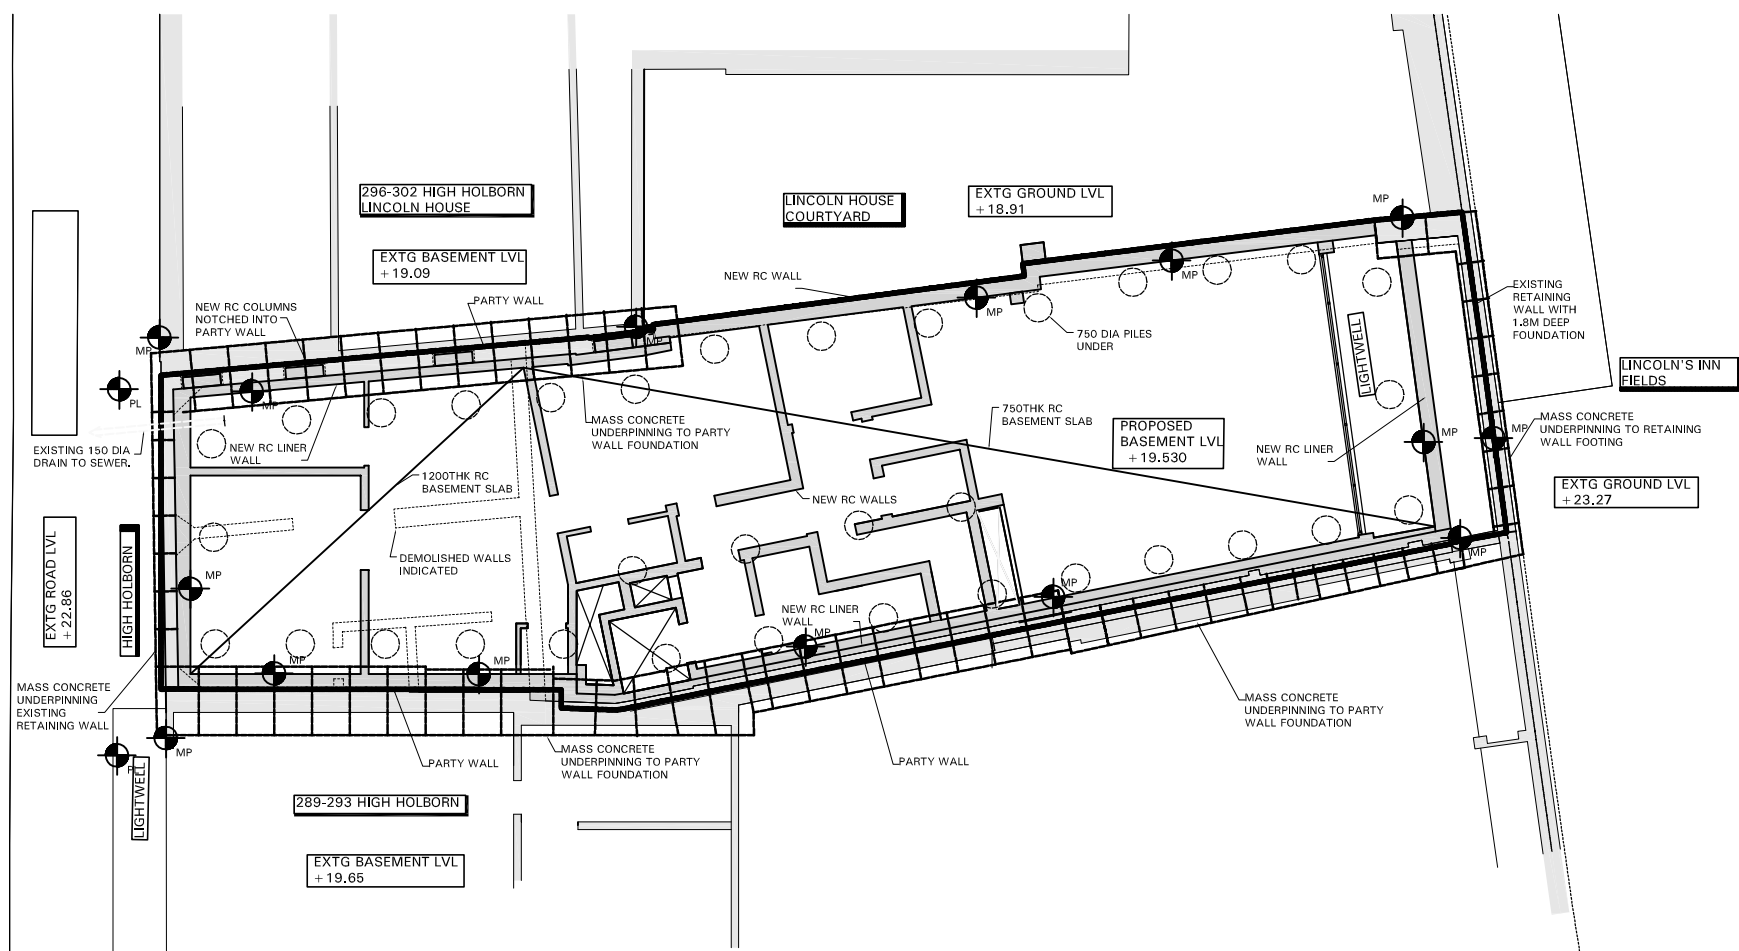 296-302 HIGH HOLBORN
LINCOLN HOUSE
LINCOLN HOUSE
COURTYARD
EXTG GROUND LVL
+18.91
MP
EXTG BASEMENT LVL
+19.09
NEW RC WALL
MP
NEW RC COLUMNS
NOTCHED INTO
PARTY WALL
PARTY WALL
MP
EXISTING
RETAINING
WALL WITH
1.8M DEEP
FOUNDATION
MP
MP
750 DIA PILES
UNDER
LIGHTWELL
LINCOLN'S INN
FIELDS
PL
MP
MASS CONCRETE
UNDERPINNING TO PARTY
WALL FOUNDATION
750THK RC
BASEMENT SLAB
PROPOSED
BASEMENT LVL
+19.530
MASS CONCRETE
UNDERPINNING TO RETAINING
WALL FOOTING
MP
MP
EXISTING 150 DIA
DRAIN TO SEWER.
NEW RC LINER
WALL
NEW RC LINER
WALL
1200THK RC
BASEMENT SLAB
NEW RC WALLS
EXTG GROUND LVL
+23.27
EXTG ROAD LVL
+22.86
HIGH HOLBORN
DEMOLISHED WALLS
INDICATED
MP
MP
MP
NEW RC LINER
WALL
MP
MP
MP
MASS CONCRETE
UNDERPINNING
EXISTING
RETAINING WALL
MASS CONCRETE
UNDERPINNING TO PARTY
WALL FOUNDATION
MP
PL
LIGHTWELL
PARTY WALL
MASS CONCRETE
UNDERPINNING TO PARTY
WALL FOUNDATION
PARTY WALL
289-293 HIGH HOLBORN
EXTG BASEMENT LVL
+19.65